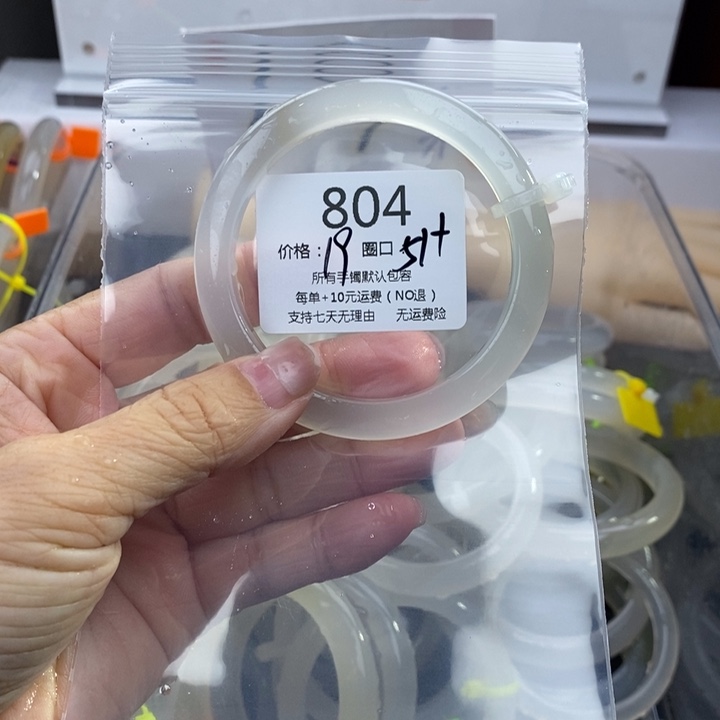 804
价格：19 圈口 51+
所有手镯默认包容
每单+10元运费（NO退）
支持七天无理由 无运费险